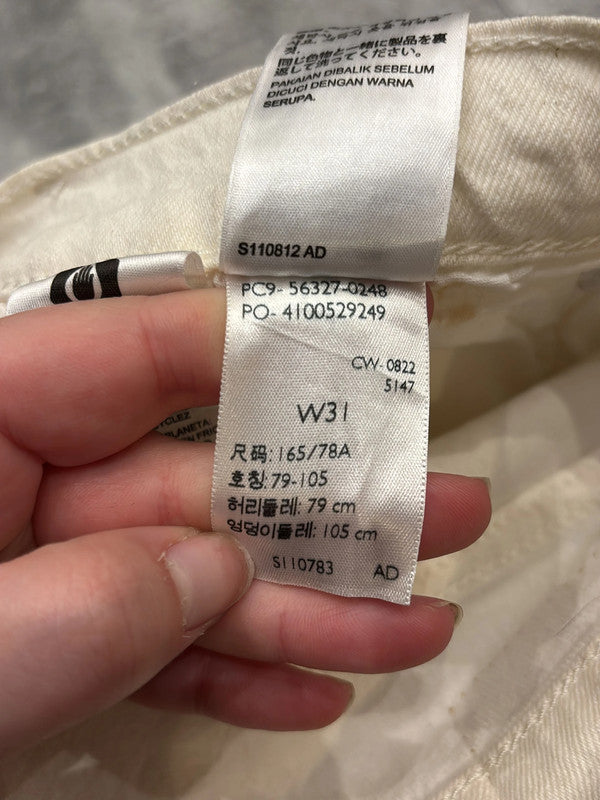 同じ色物と一緒に製品を裏
返して洗ってください。
PAKAIAN DIBALIK SEBELUM
DICUCI DENGAN WARNA
SERUPA.
S110812 AD
PC9- 56327-0248
PO- 4100529249
CW- 0822
5147
W31
尺码: 165/78A
호칭: 79-105
허리둘레: 79 cm
엉덩이둘레: 105 cm
S110783 AD
PLANETA